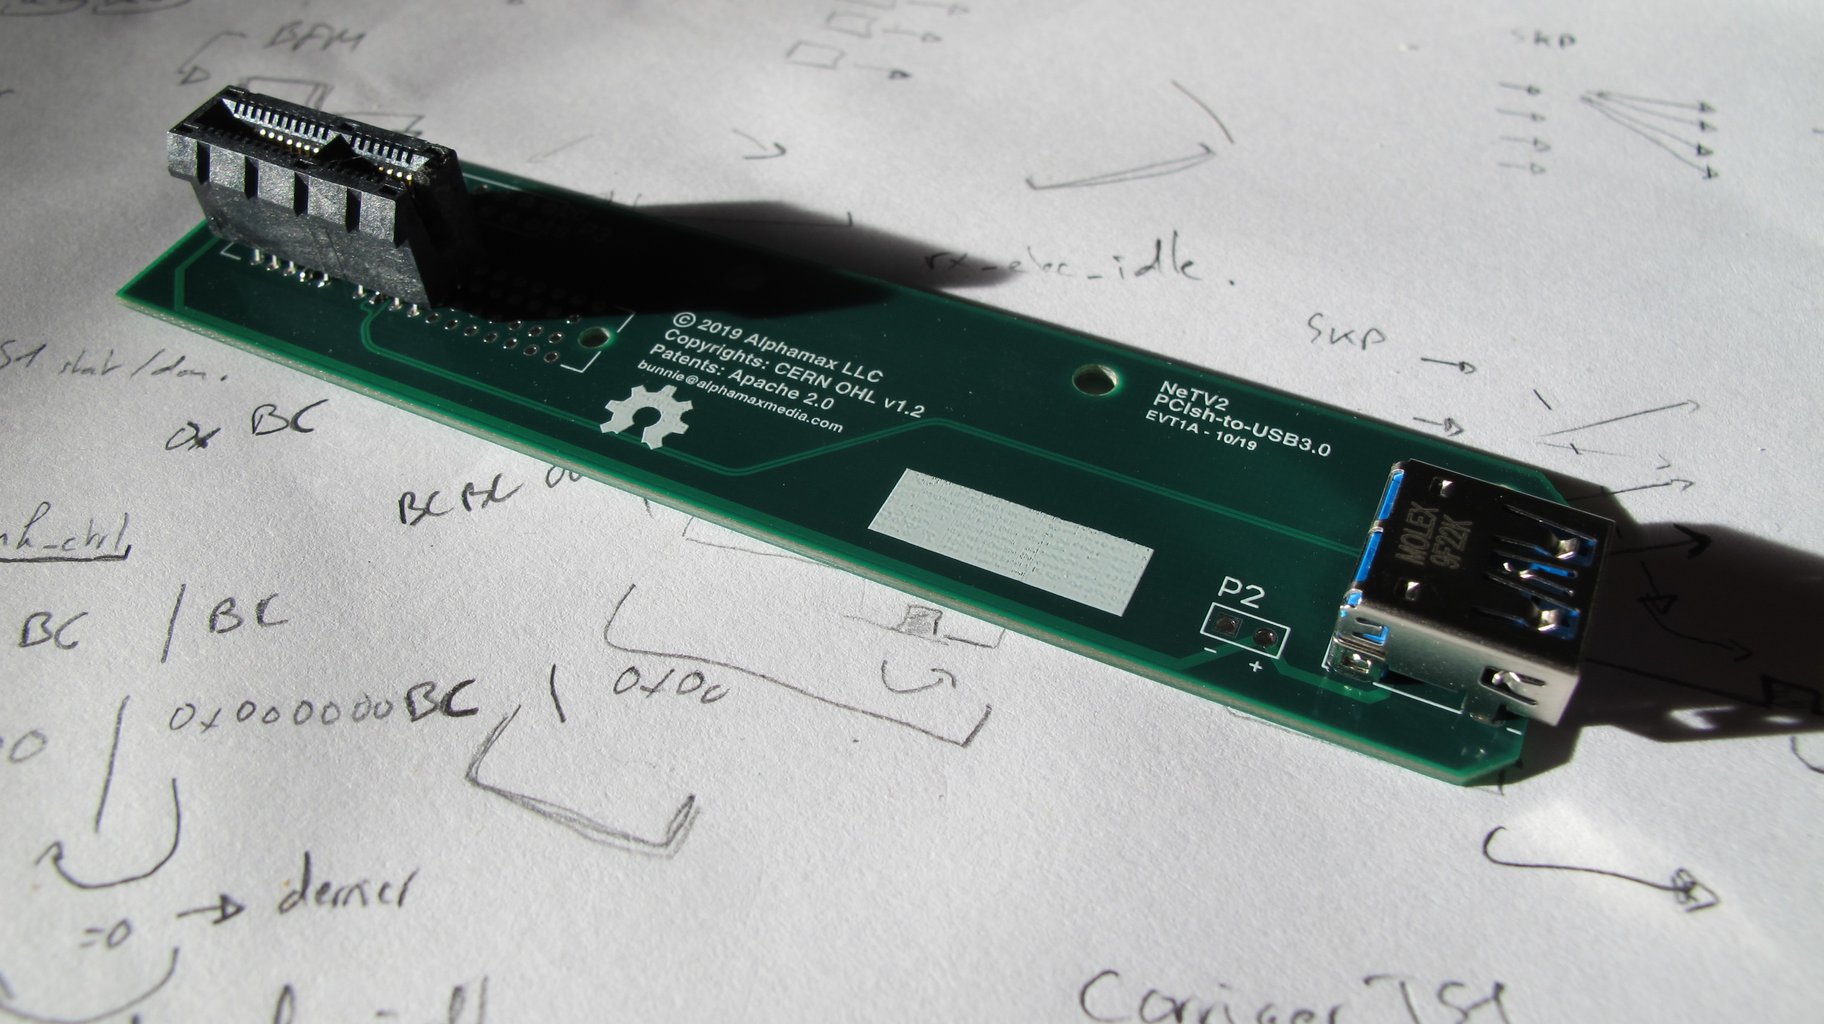 BFM
SKP
rx_elec_idle.
SKP
© 2019 Alphamax LLC
Copyrights: CERN OHL v1.2
Patents: Apache 2.0
bunnie@alphamaxmedia.com
NeTV2
PCIsh-to-USB3.0
EVT1A - 10/19
MOLEX
9F22K
P2
- +
0x BC
BCBC
BC | BC
0x000000BC |
0x00
=0 → dernier
Corriger TS1